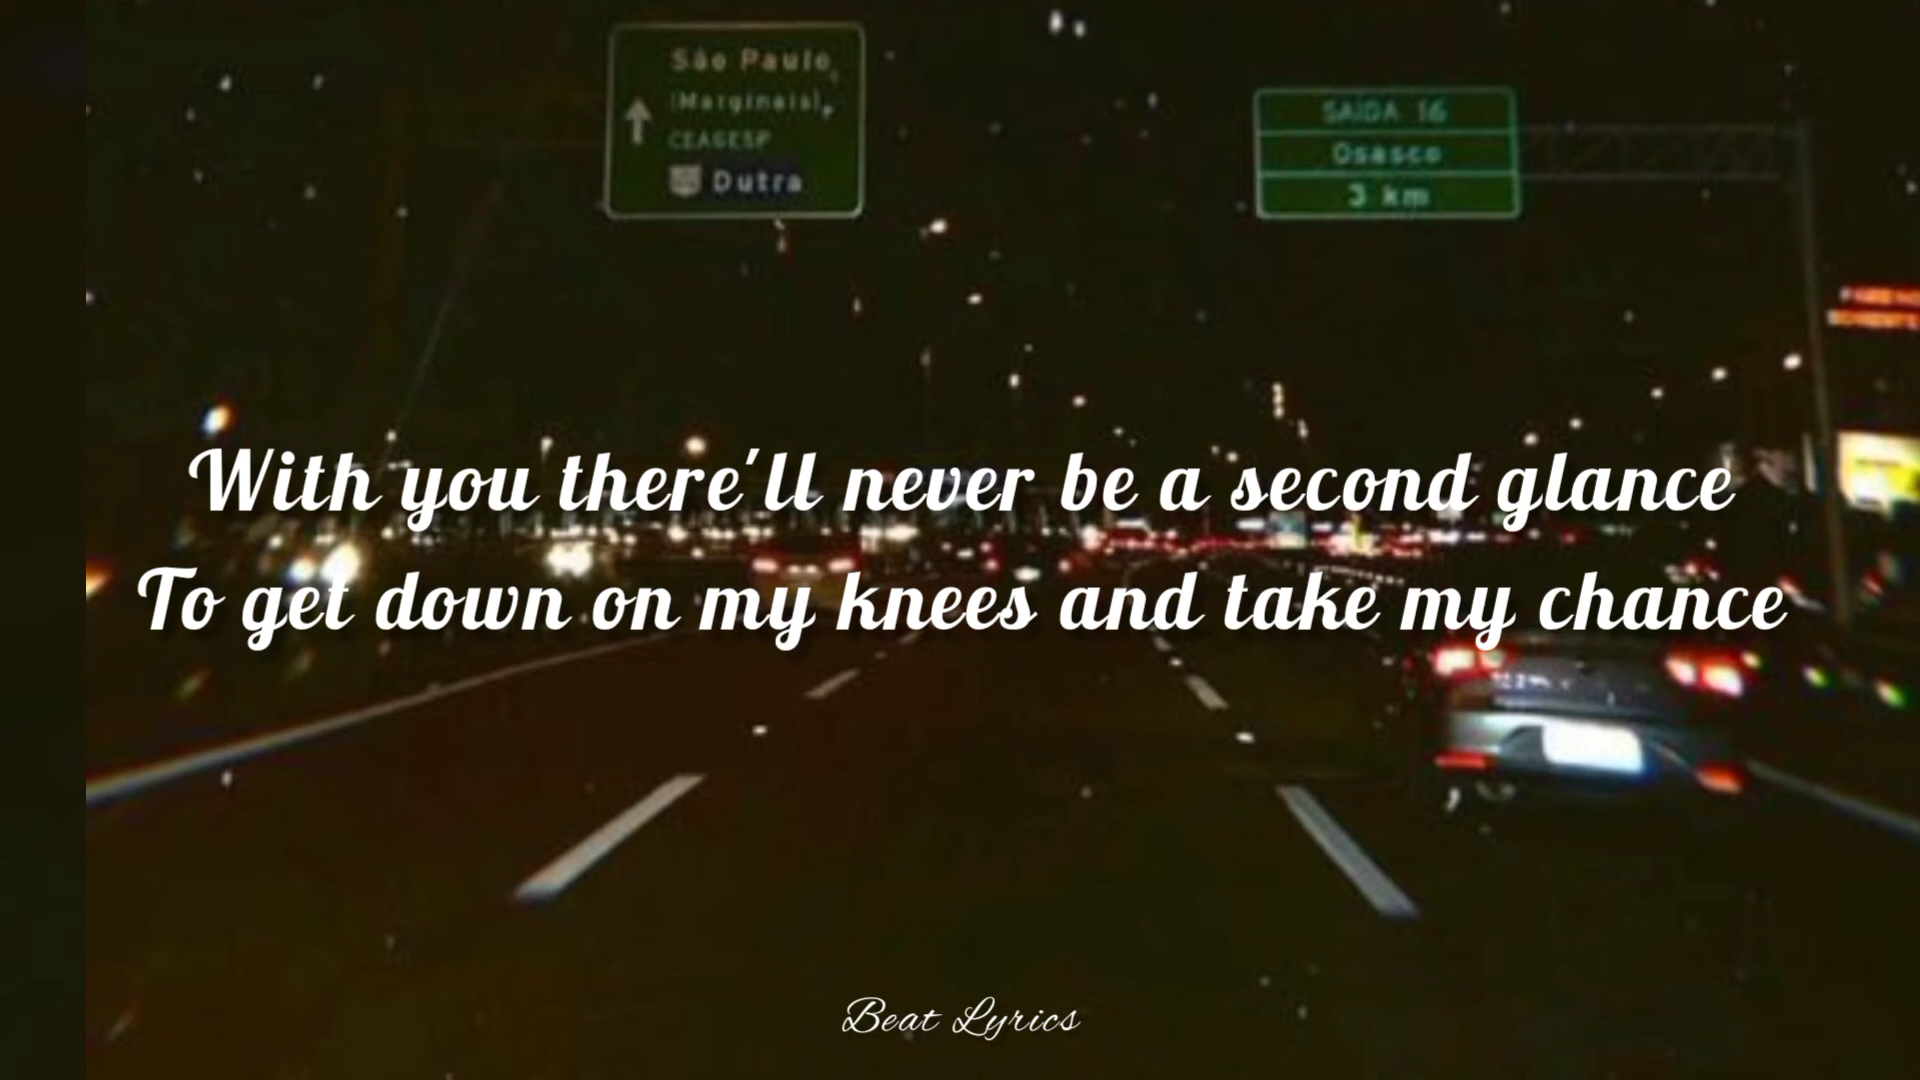 São Paulo
(Marginais)
CEAGESP
Dutra
SAÍDA 16
Osasco
3 km
With you there'll never be a second glance
To get down on my knees and take my chance
Beat Lyrics